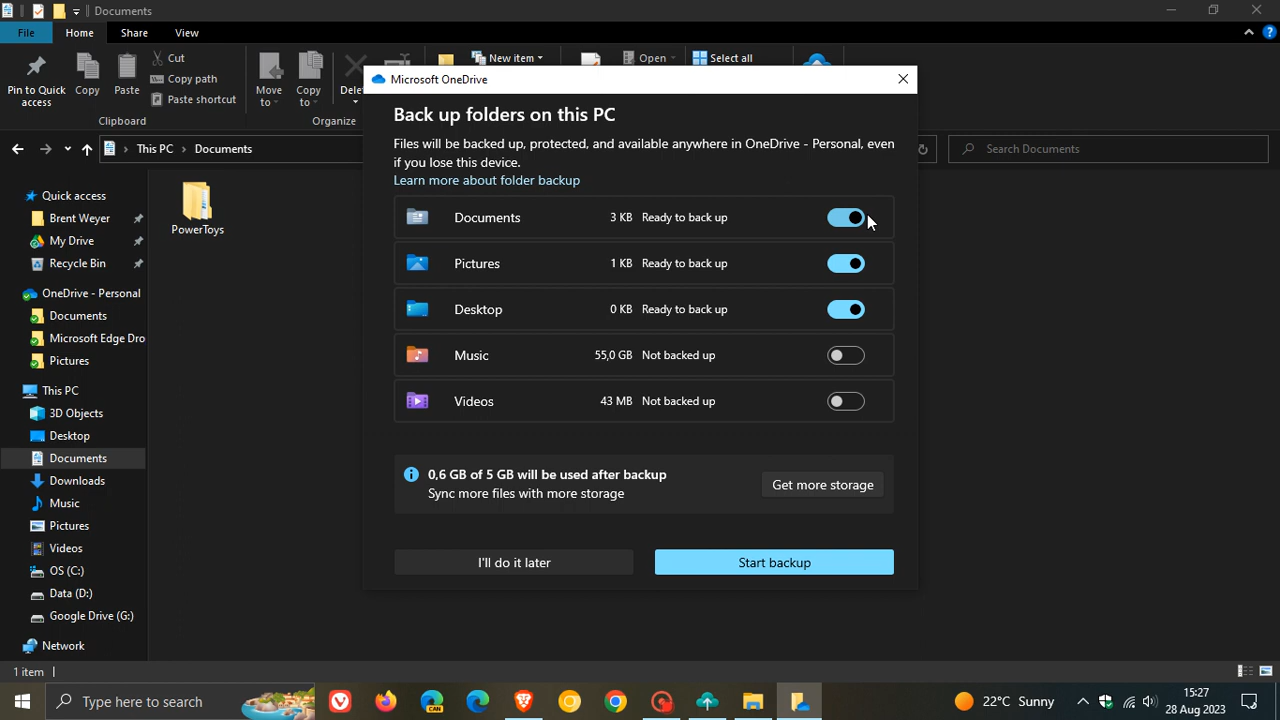 Documents
File
Home
Share
View
Pin to Quick
access
Copy
Paste
Cut
Copy path
Paste shortcut
Clipboard
Move
to
Copy
to
Delet
Organize
New item
Open
Select all
This PC
Documents
Search Documents
Quick access
Brent Weyer
My Drive
Recycle Bin
OneDrive - Personal
Documents
Microsoft Edge Dro
Pictures
This PC
3D Objects
Desktop
Documents
Downloads
Music
Pictures
Videos
OS (C:)
Data (D:)
Google Drive (G:)
Network
PowerToys
Microsoft OneDrive
Back up folders on this PC
Files will be backed up, protected, and available anywhere in OneDrive - Personal, even
if you lose this device.
Learn more about folder backup
Documents 3 KB Ready to back up
Pictures 1 KB Ready to back up
Desktop 0 KB Ready to back up
Music 55,0 GB Not backed up
Videos 43 MB Not backed up
0,6 GB of 5 GB will be used after backup
Sync more files with more storage
Get more storage
I'll do it later
Start backup
1 item
Type here to search
CAN
22°C Sunny
15:27
28 Aug 2023